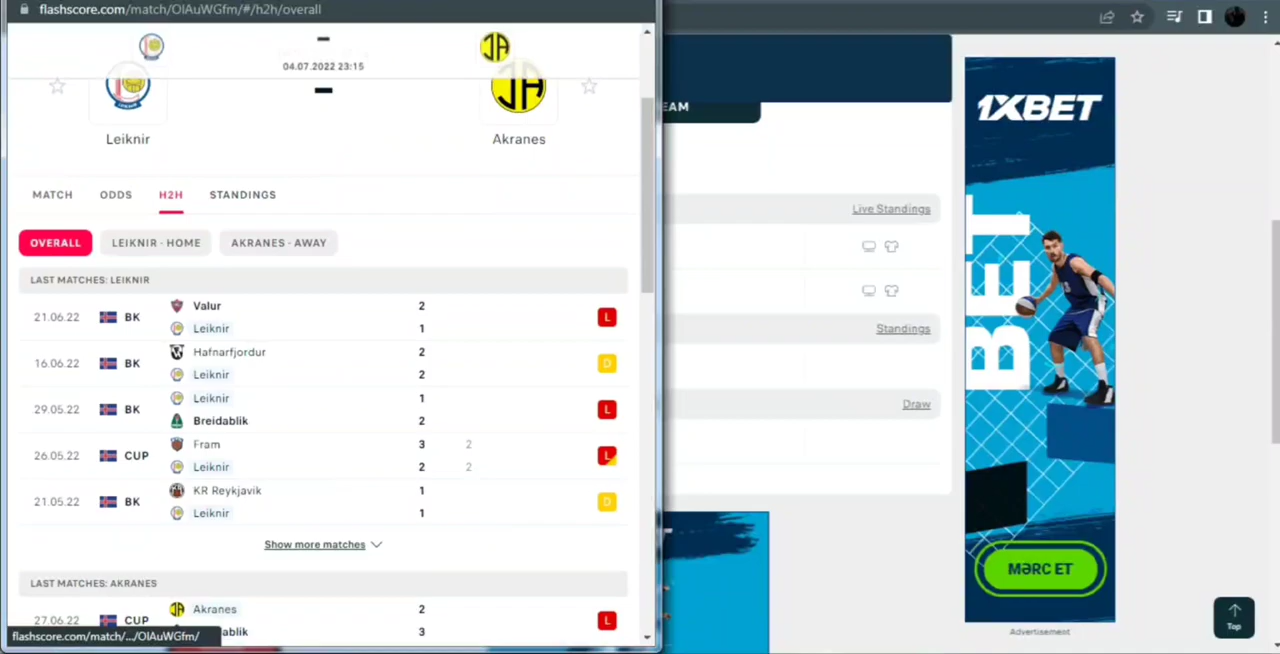 flashscore.com/match/OlAuWGfm/#/h2h/overall
04.07.2022 23:15
Leiknir
Akranes
MATCH ODDS H2H STANDINGS
OVERALL LEIKNIR - HOME AKRANES - AWAY
LAST MATCHES: LEIKNIR
21.06.22 BK Valur 2 L
Leiknir 1
16.06.22 BK Hafnarfjordur 2 D
Leiknir 2
29.05.22 BK Leiknir 1 L
Breidablik 2
26.05.22 CUP Fram 3 2 L
Leiknir 2 2
21.05.22 BK KR Reykjavik 1 D
Leiknir 1
Show more matches
LAST MATCHES: AKRANES
27.06.22 CUP Akranes 2 L
ablik 3
flashscore.com/match/.../OlAuWGfm/
EAM
Live Standings
Standings
Draw
1XBET
BET
MƏRC ET
Advertisement
Top